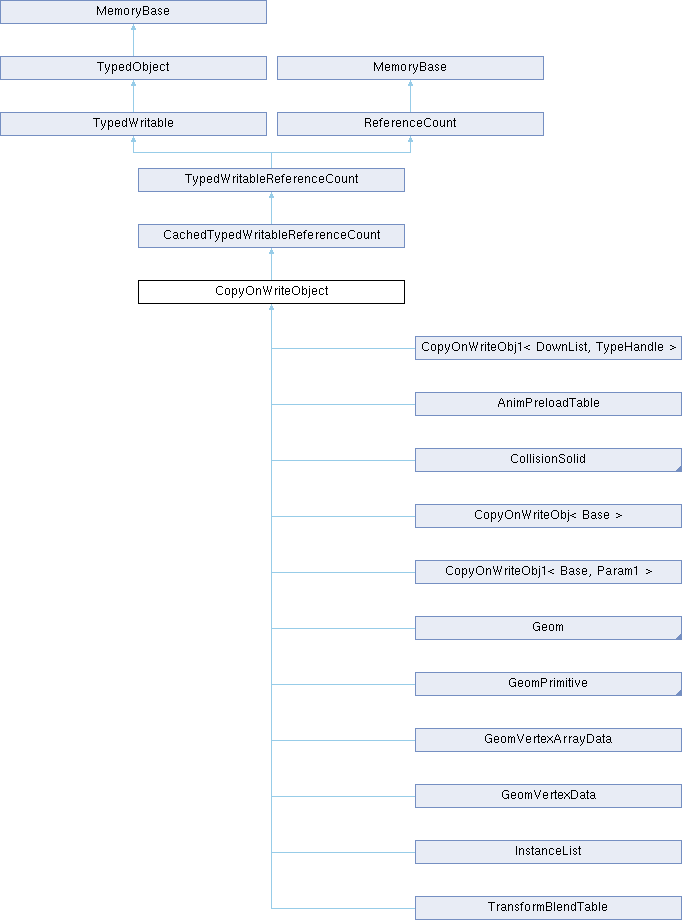 MemoryBase
TypedObject
MemoryBase
TypedWritable
ReferenceCount
TypedWritableReferenceCount
CachedTypedWritableReferenceCount
CopyOnWriteObject
CopyOnWriteObj1< DownList, TypeHandle >
AnimPreloadTable
CollisionSolid
CopyOnWriteObj< Base >
CopyOnWriteObj1< Base, Param1 >
Geom
GeomPrimitive
GeomVertexArrayData
GeomVertexData
InstanceList
TransformBlendTable